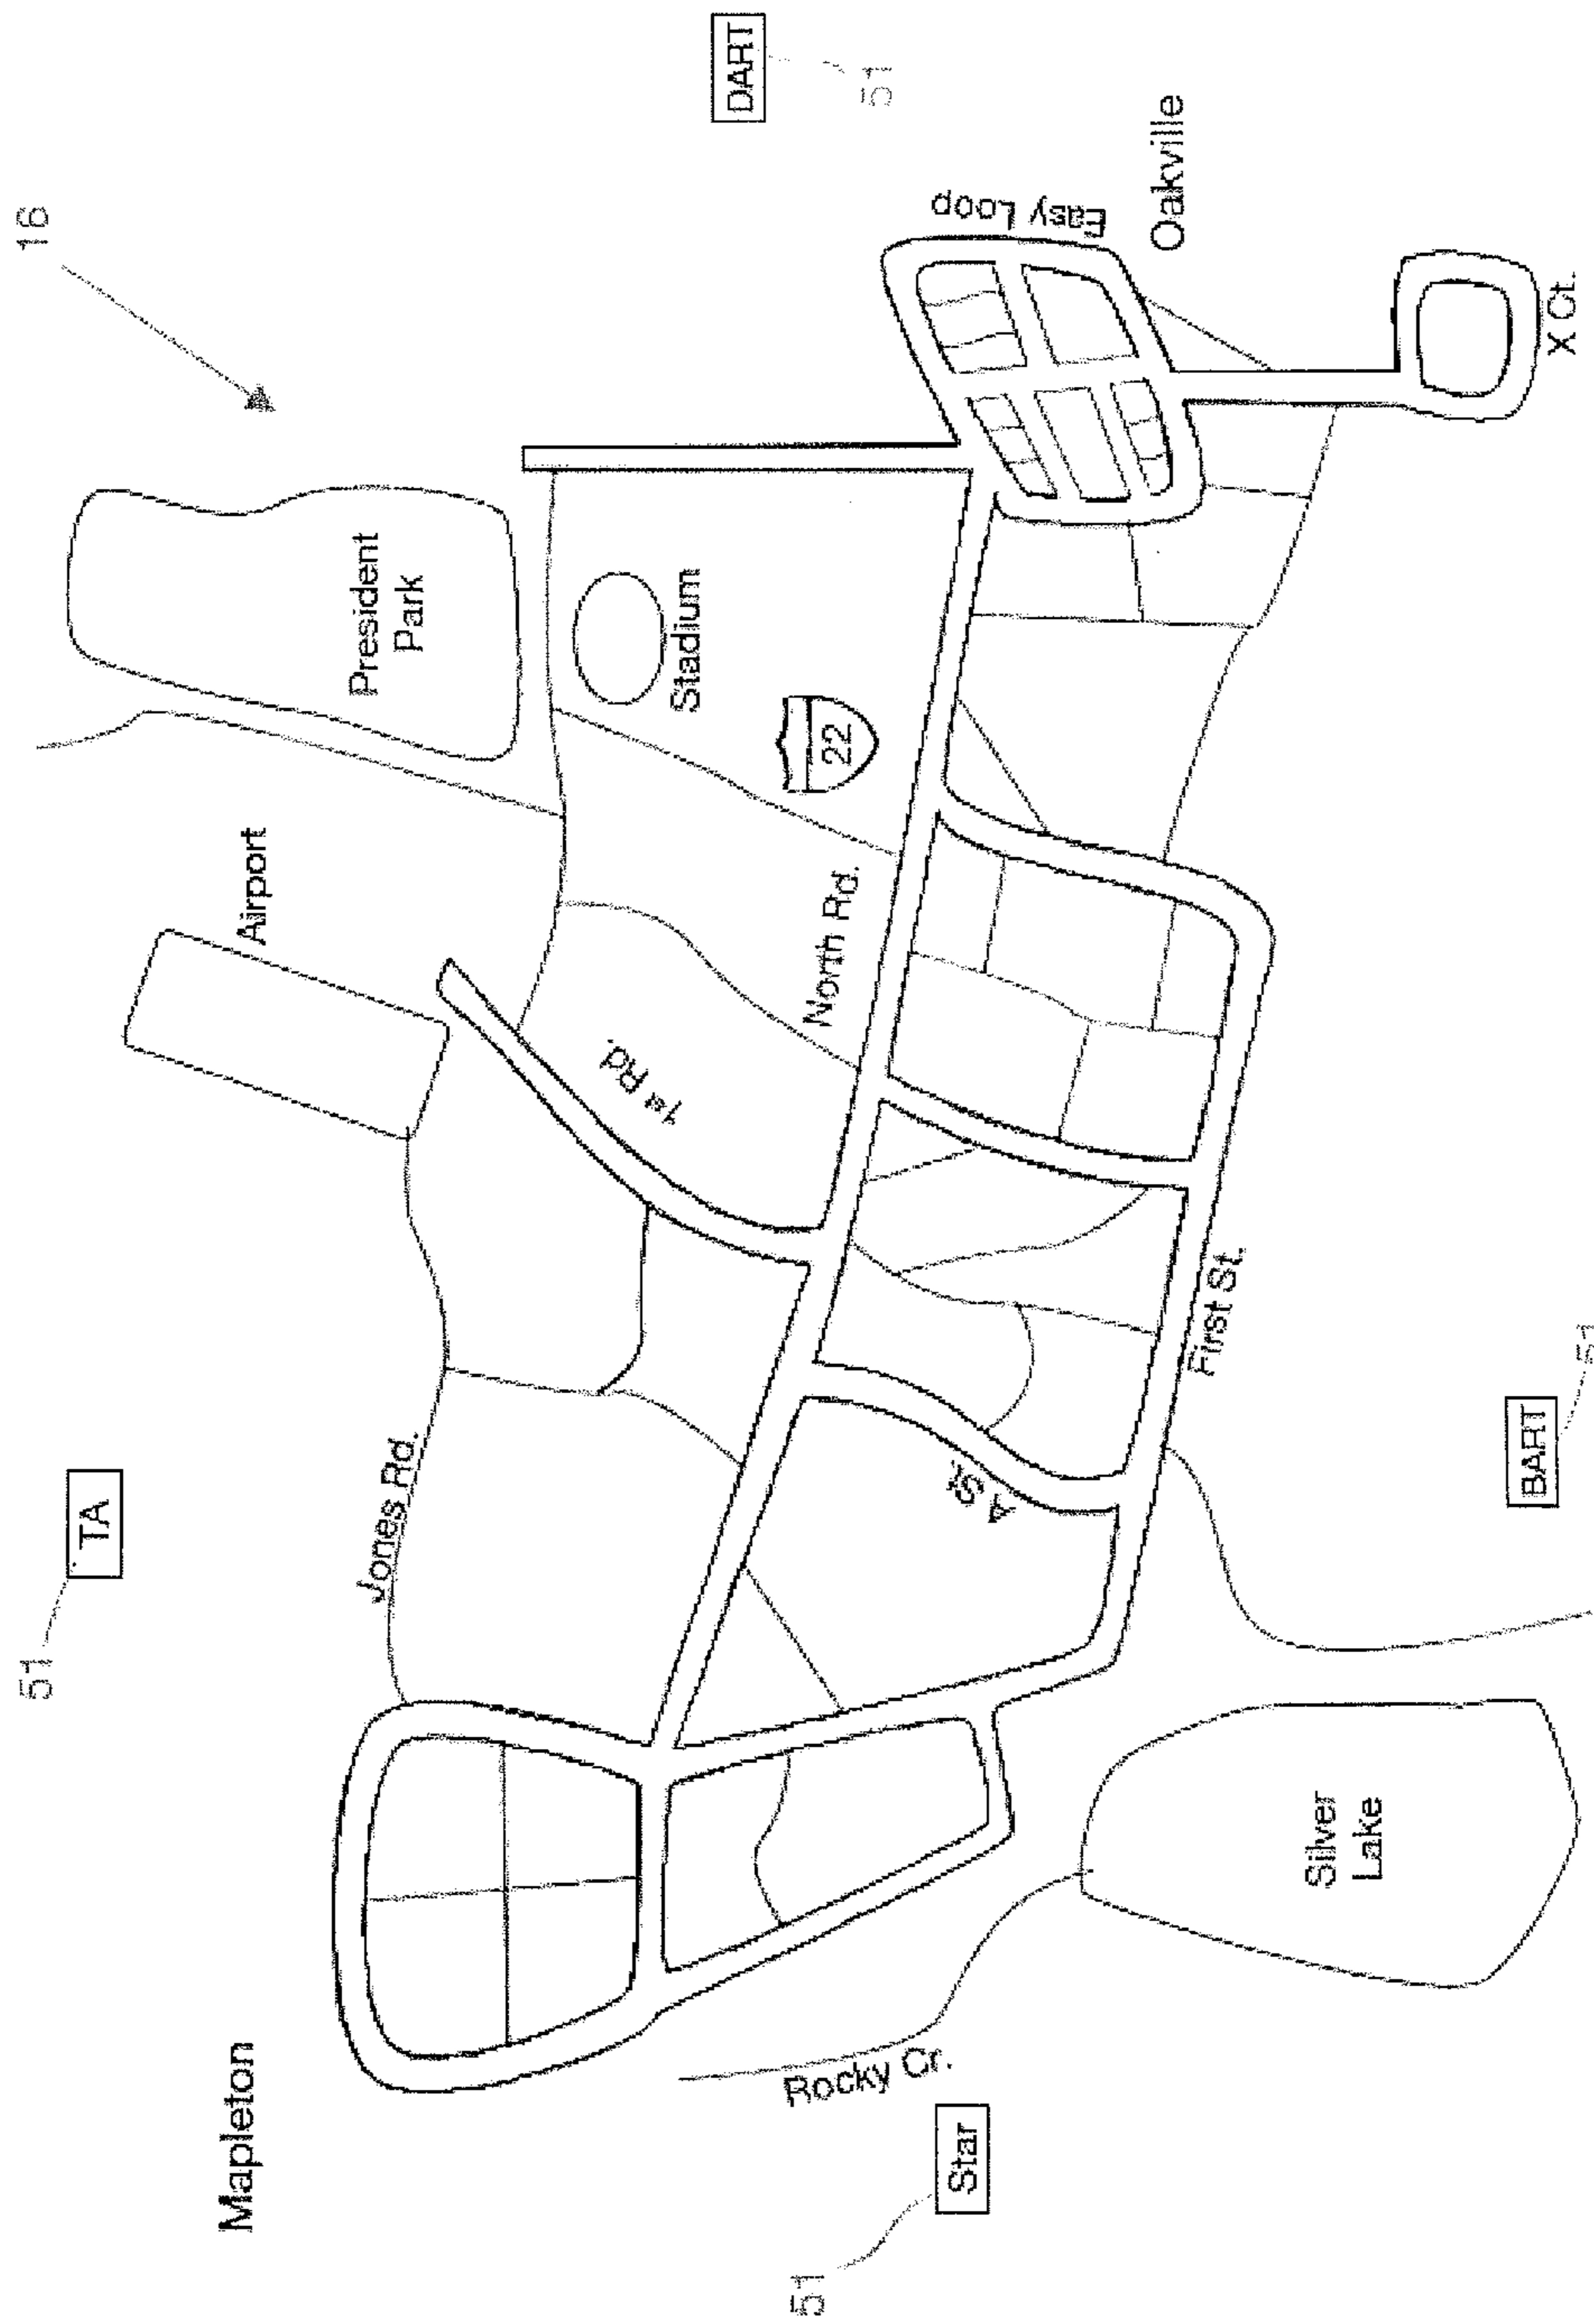 16
51
TA
DART
51
Mapleton
Airport
President
Park
Jones Rd.
1st Rd.
Stadium
North Rd.
22
Easy Loop
Oakville
Rocky Cr.
A St.
First St.
51
Star
Silver
Lake
BART
51
X Ct.